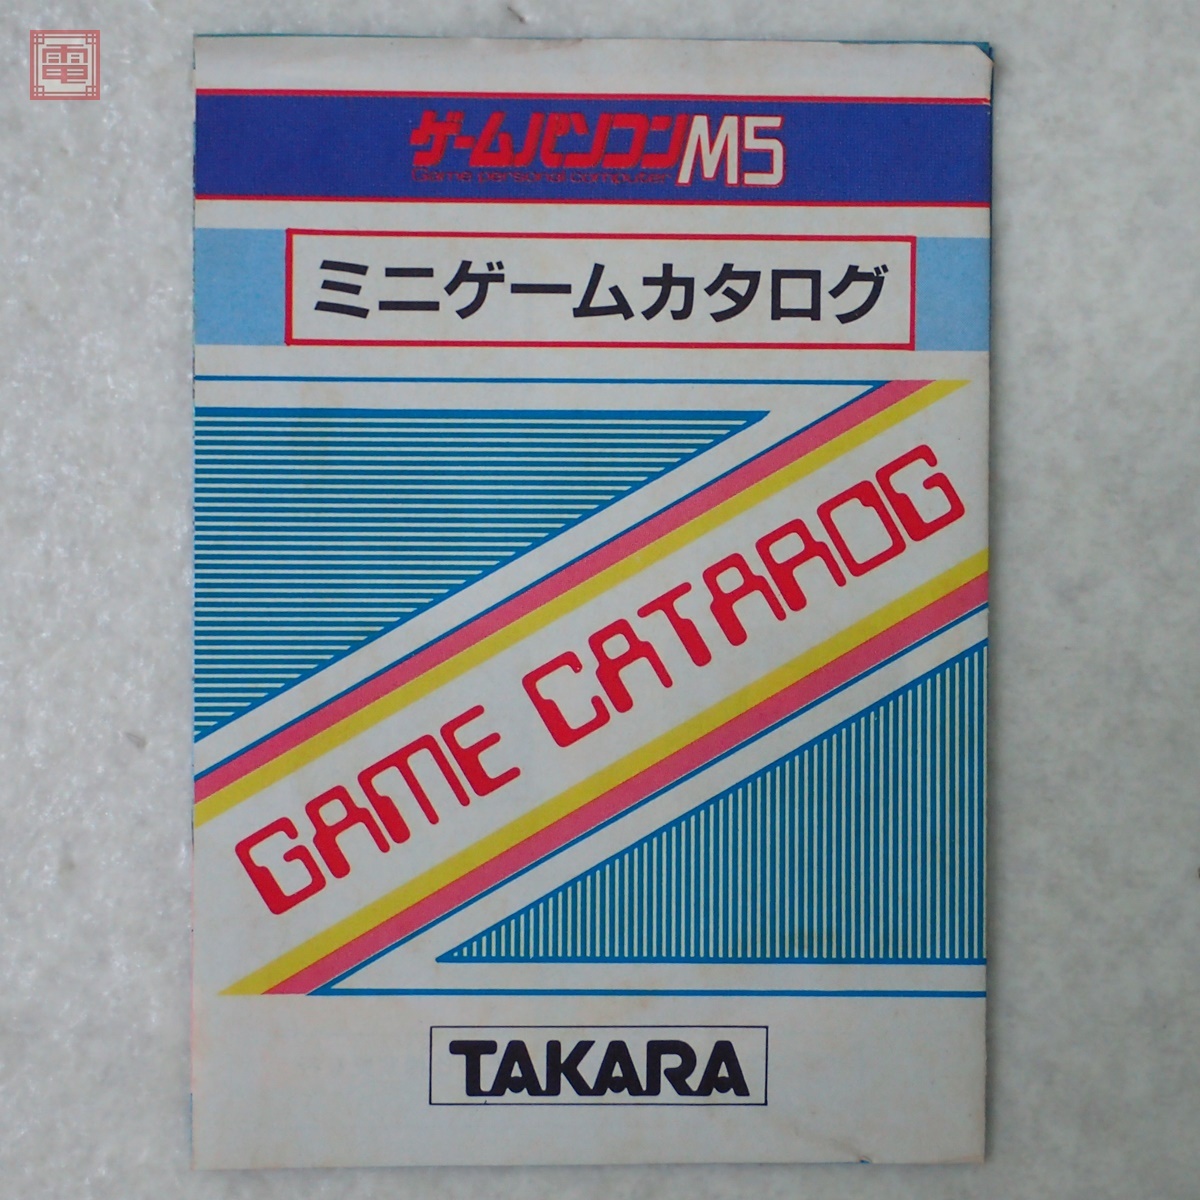 電
ゲームパソコンM5
Game personal computer
ミニゲームカタログ
GAME CATAROG
TAKARA